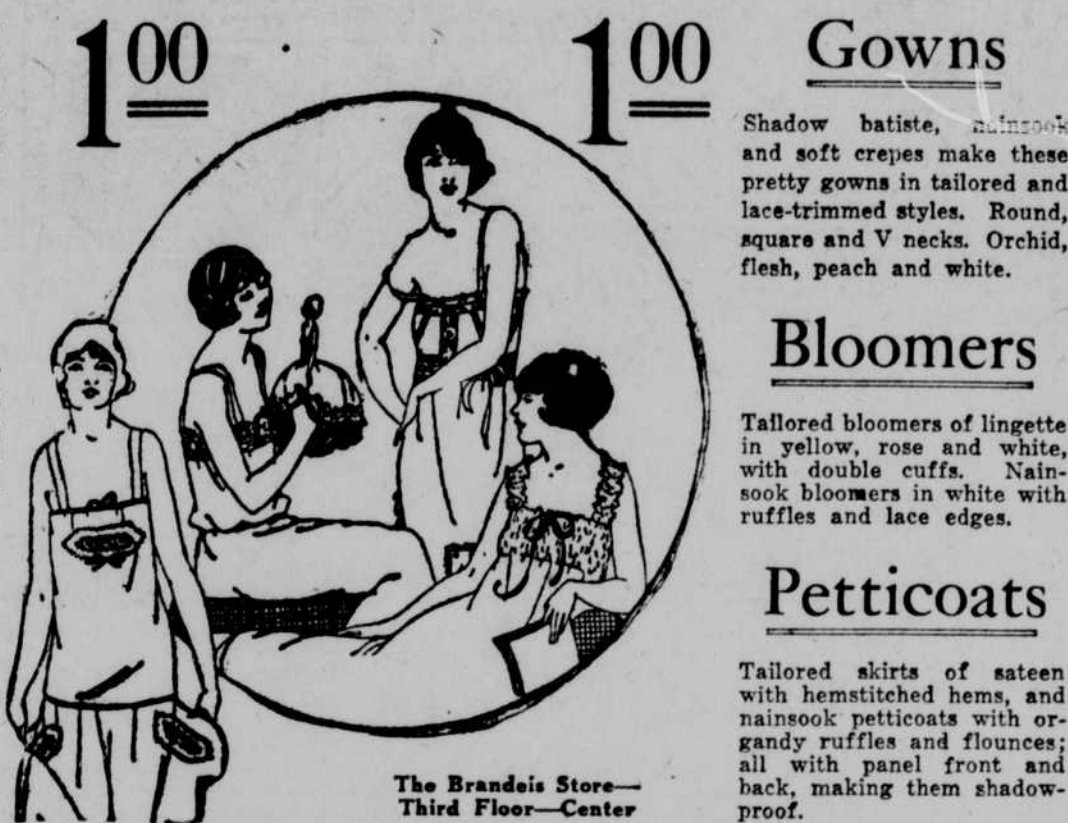 1 00
1 00
Gowns
Shadow batiste, nainsook
and soft crepes make these
pretty gowns in tailored and
lace-trimmed styles. Round,
square and V necks. Orchid,
flesh, peach and white.
Bloomers
Tailored bloomers of lingette
in yellow, rose and white,
with double cuffs. Nain-
sook bloomers in white with
ruffles and lace edges.
Petticoats
Tailored skirts of sateen
with hemstitched hems, and
nainsook petticoats with or-
gandy ruffles and flounces;
all with panel front and
back, making them shadow-
proof.
The Brandeis Store—
Third Floor—Center